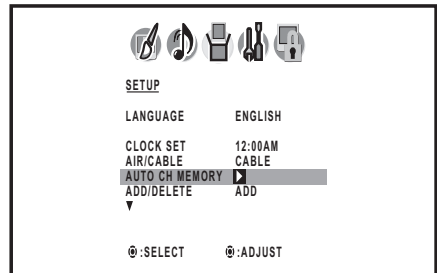 SETUP
LANGUAGE ENGLISH
CLOCK SET 12:00AM
AIR/CABLE CABLE
AUTO CH MEMORY
ADD/DELETE ADD
:SELECT :ADJUST